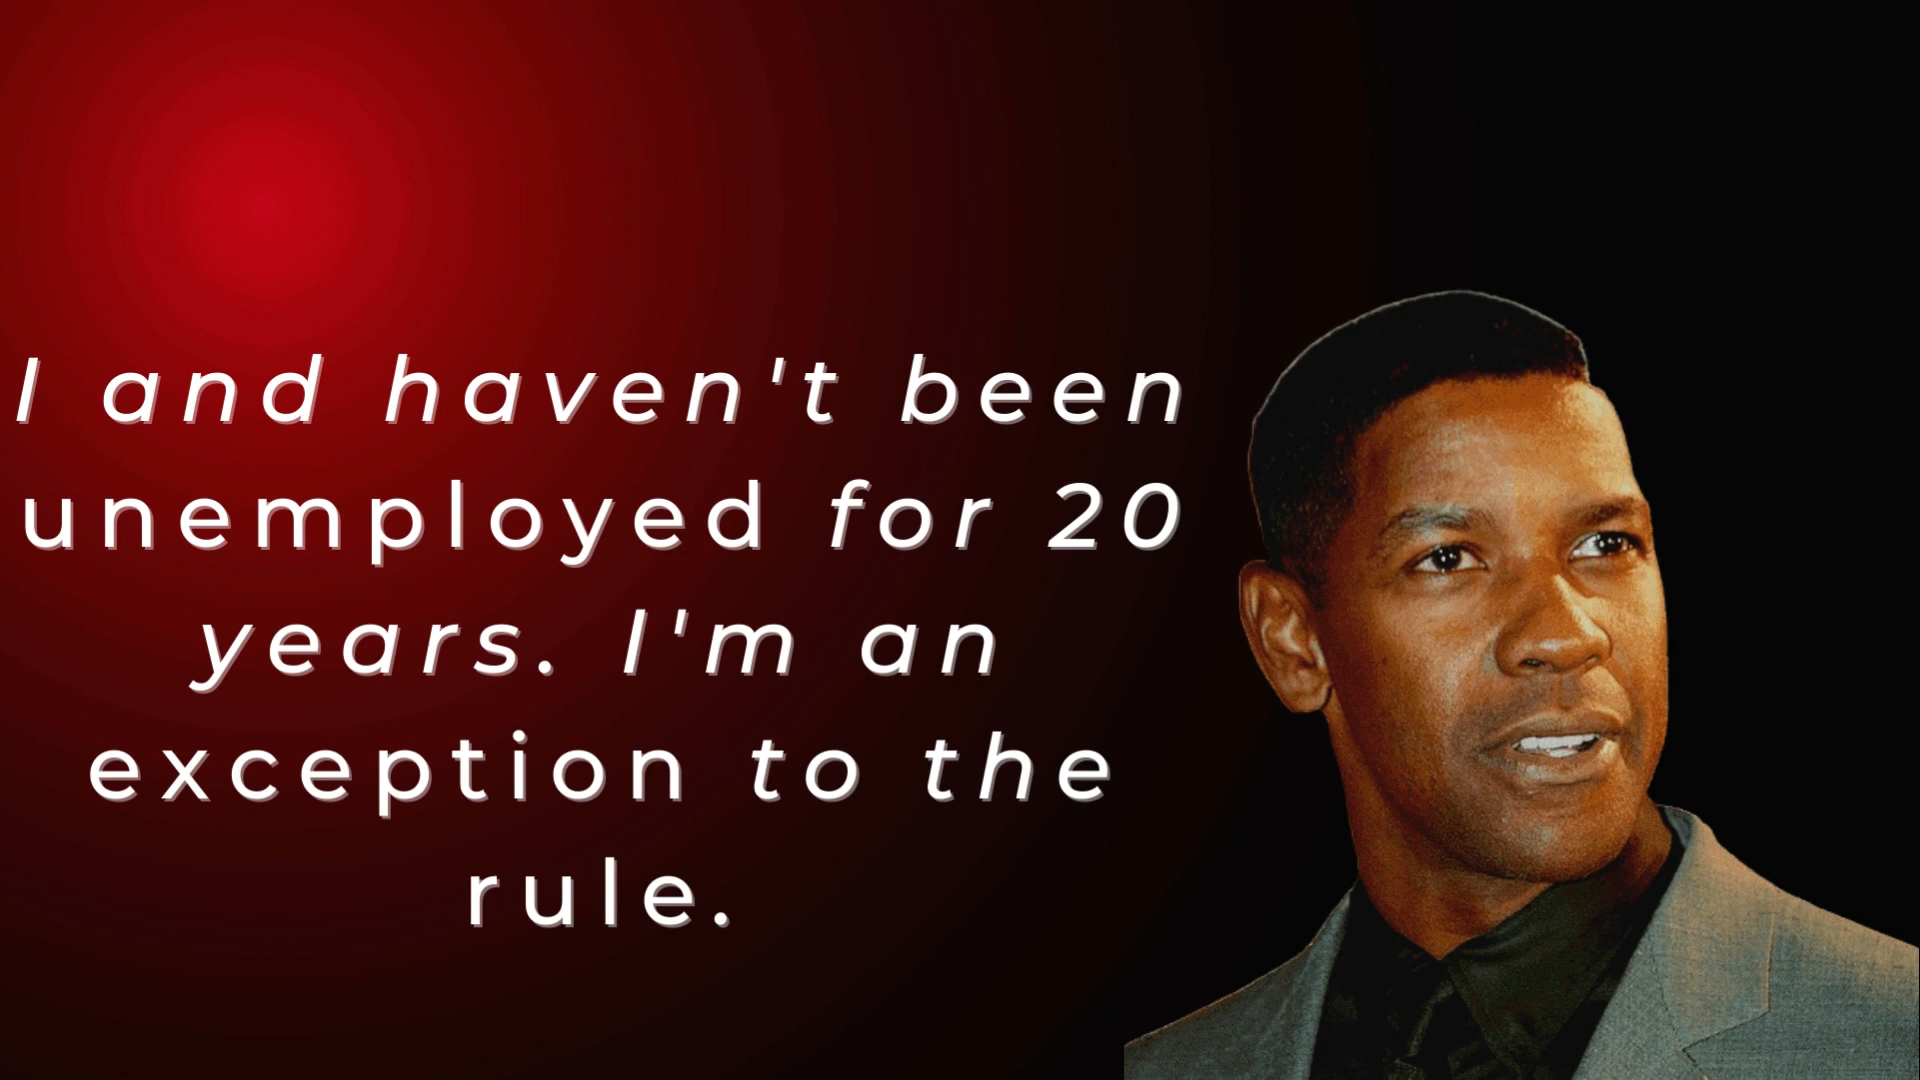 I and haven't been
unemployed for 20
years. I'm an
exception to the
rule.